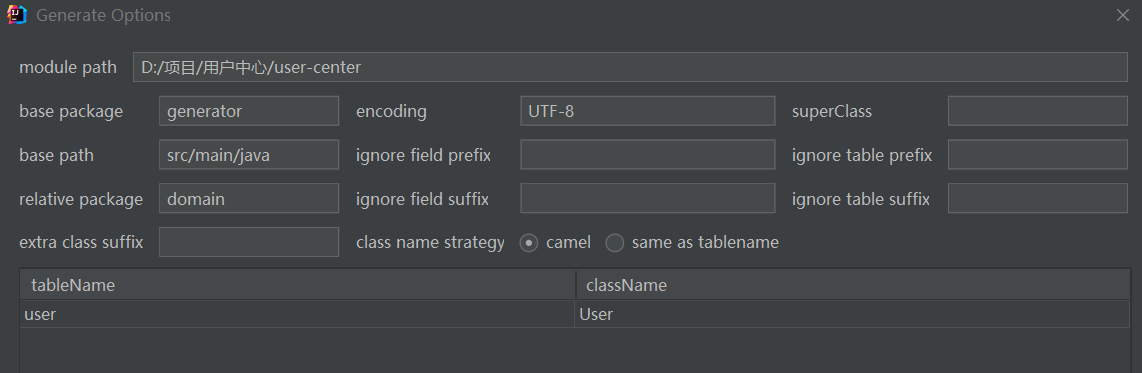 Generate Options
module path D:/项目/用户中心/user-center
base package generator encoding UTF-8 superClass
base path src/main/java ignore field prefix ignore table prefix
relative package domain ignore field suffix ignore table suffix
extra class suffix class name strategy camel same as tablename
tableName className
user User